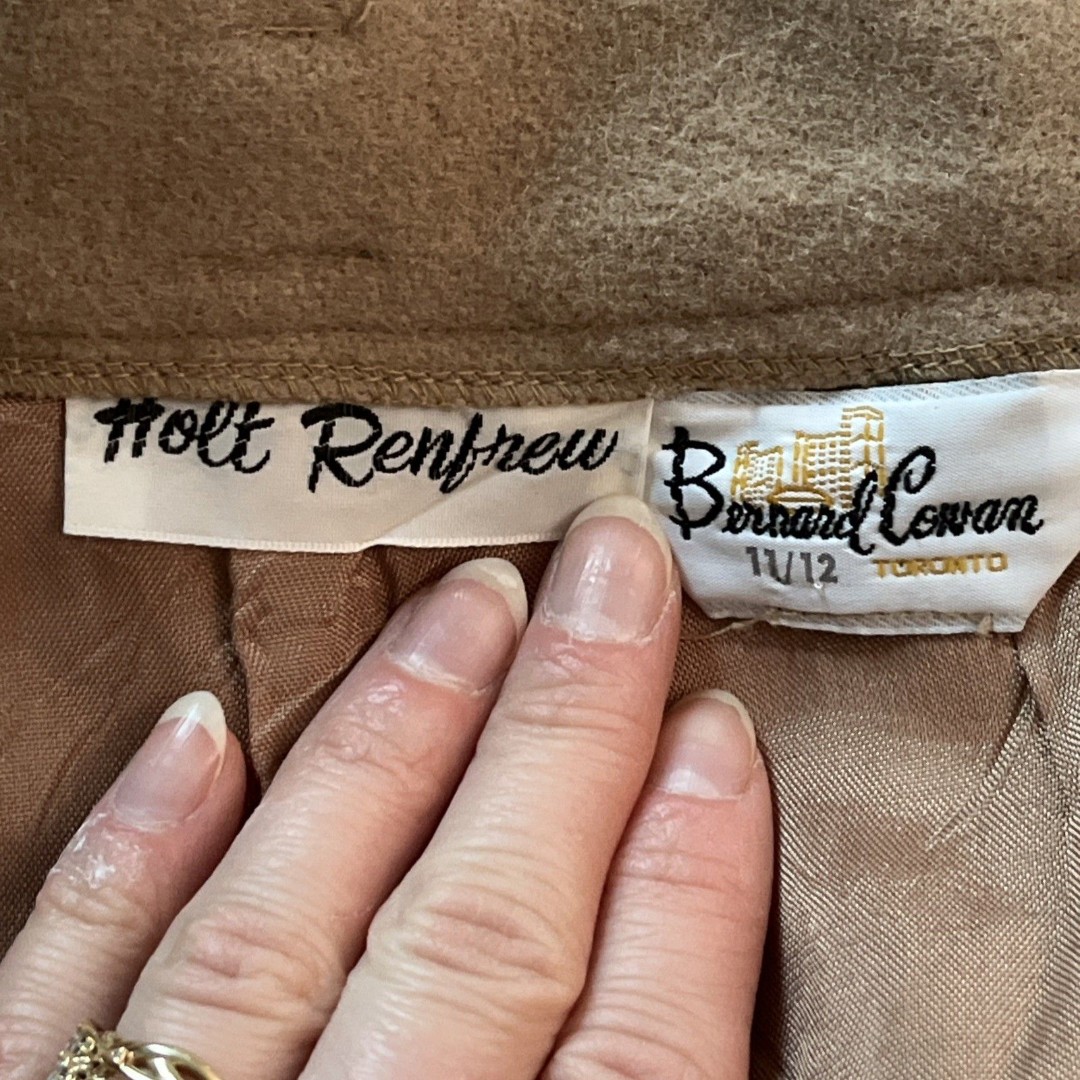 Holt Renfrew
Bernard Cowan
11/12 TORONTO